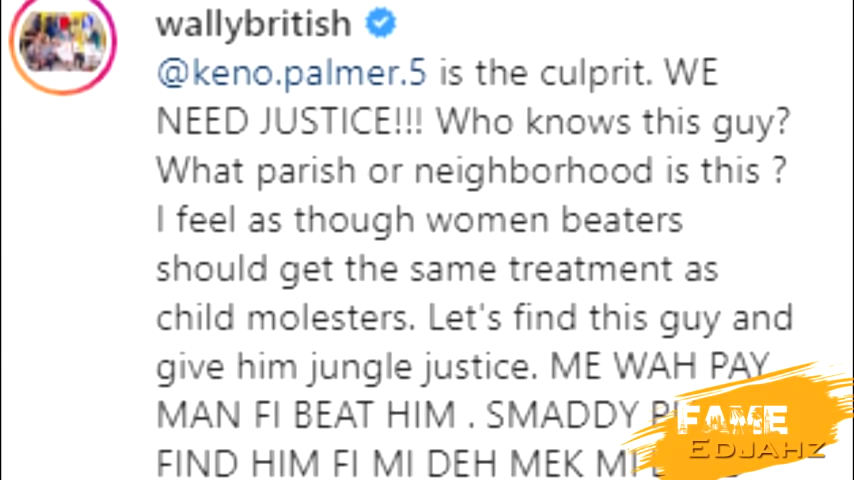 wallybritish
@keno.palmer.5 is the culprit. WE
NEED JUSTICE!!! Who knows this guy?
What parish or neighborhood is this ?
I feel as though women beaters
should get the same treatment as
child molesters. Let's find this guy and
give him jungle justice. ME WAH PAY
MAN FI BEAT HIM . SMADDY
FIND HIM FI MI DEH MEK MI
FAME
EDJAHZ